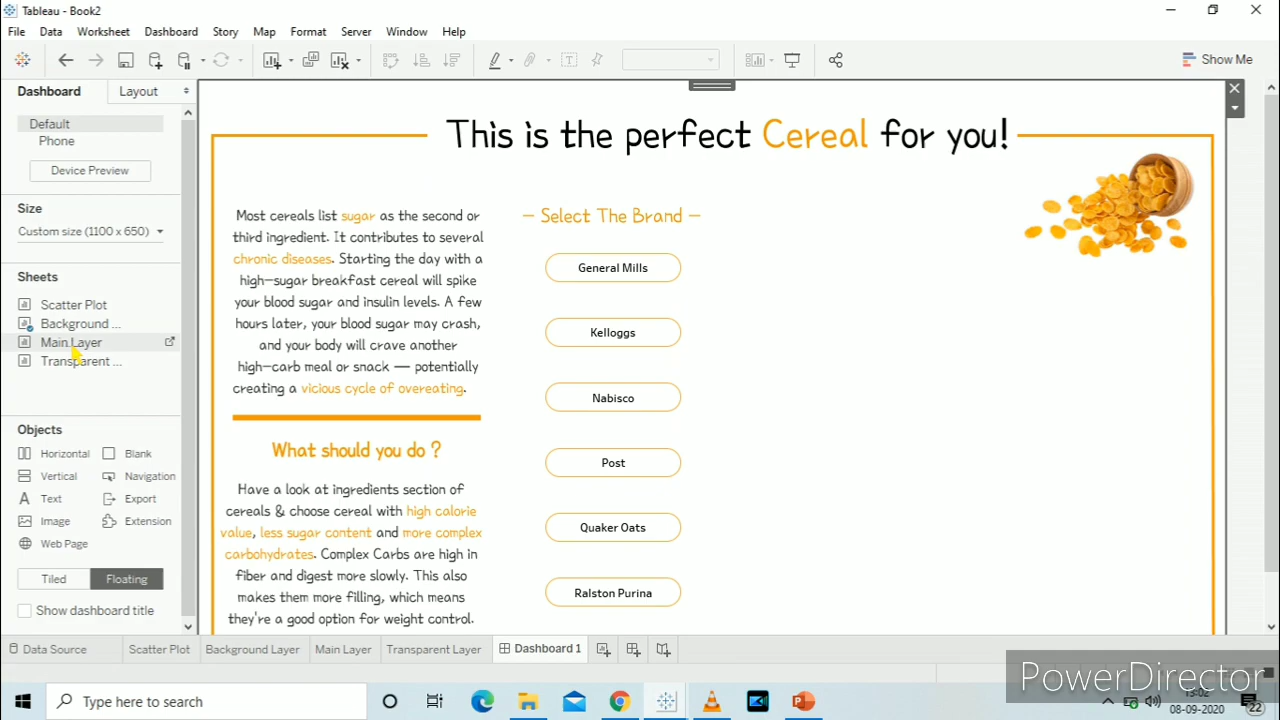 Tableau - Book2
File Data Worksheet Dashboard Story Map Format Server Window Help
Show Me
Dashboard Layout
Default
Phone
Device Preview
Size
Custom size (1100 x 650)
Sheets
Scatter Plot
Background ...
Main Layer
Transparent ...
Objects
Horizontal Blank
Vertical Navigation
Text Export
Image Extension
Web Page
Tiled Floating
Show dashboard title
This is the perfect Cereal for you!
Most cereals list sugar as the second or
third ingredient. It contributes to several
chronic diseases. Starting the day with a
high-sugar breakfast cereal will spike
your blood sugar and insulin levels. A few
hours later, your blood sugar may crash,
and your body will crave another
high-carb meal or snack — potentially
creating a vicious cycle of overeating.
What should you do ?
Have a look at ingredients section of
cereals & choose cereal with high calorie
value, less sugar content and more complex
carbohydrates. Complex Carbs are high in
fiber and digest more slowly. This also
makes them more filling, which means
they're a good option for weight control.
— Select The Brand —
General Mills
Kelloggs
Nabisco
Post
Quaker Oats
Ralston Purina
Data Source Scatter Plot Background Layer Main Layer Transparent Layer Dashboard 1
Type here to search
PowerDirector
13:02
08-09-2020
22